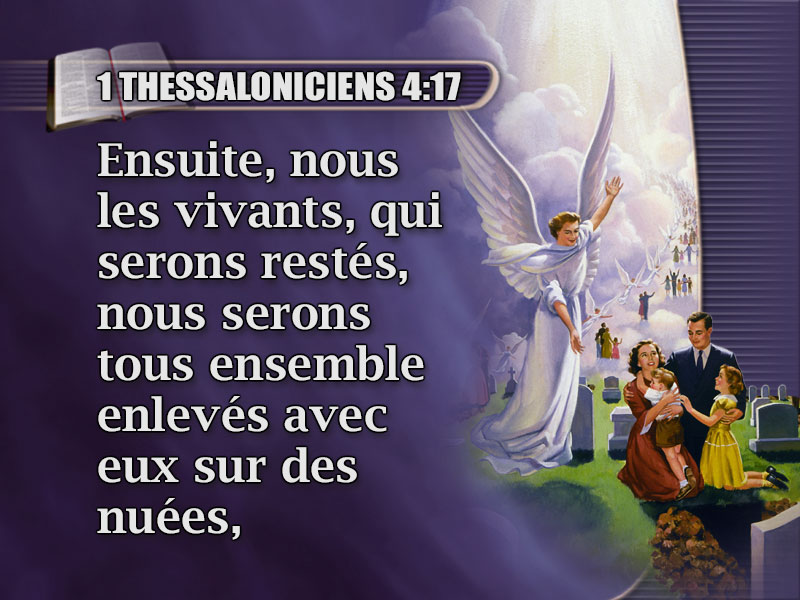 1 THESSALONICIENS 4:17
Ensuite, nous
les vivants, qui
serons restés,
nous serons
tous ensemble
enlevés avec
eux sur des
nuées,